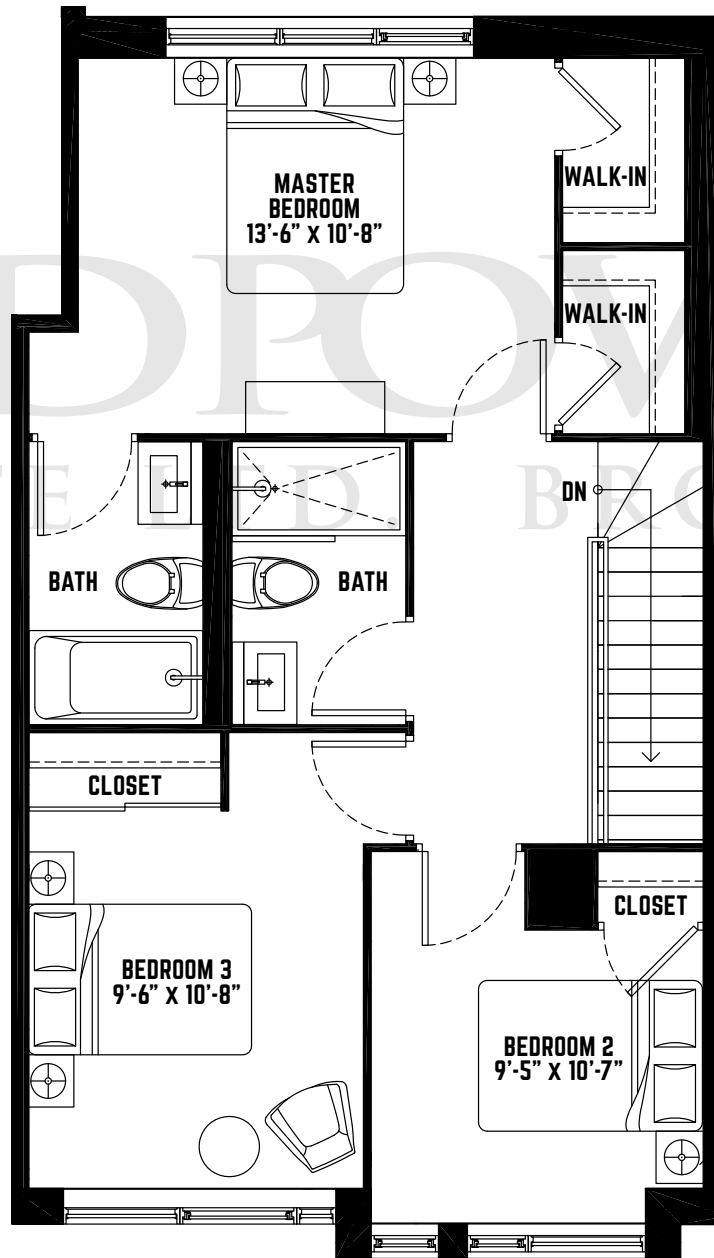 MASTER
BEDROOM
13'-6" X 10'-8"
WALK-IN
WALK-IN
DN
BATH
BATH
CLOSET
CLOSET
BEDROOM 3
9'-6" X 10'-8"
BEDROOM 2
9'-5" X 10'-7"